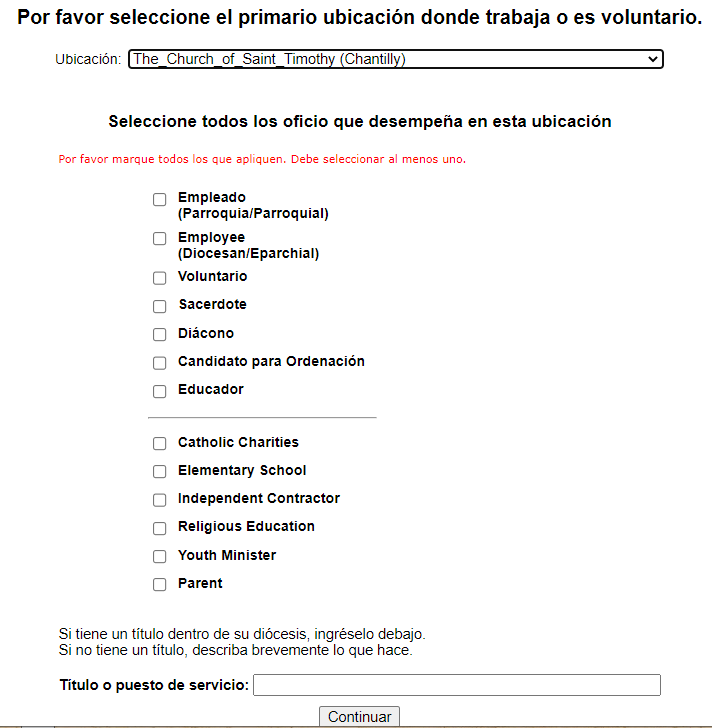 Por favor seleccione el primario ubicación donde trabaja o es voluntario.
Ubicación: The_Church_of_Saint_Timothy (Chantilly)
Seleccione todos los oficio que desempeña en esta ubicación
Por favor marque todos los que apliquen. Debe seleccionar al menos uno.
Empleado
(Parroquia/Parroquial)
Employee
(Diocesan/Eparchial)
Voluntario
Sacerdote
Diácono
Candidato para Ordenación
Educador
Catholic Charities
Elementary School
Independent Contractor
Religious Education
Youth Minister
Parent
Si tiene un título dentro de su diócesis, ingréselo debajo.
Si no tiene un título, describa brevemente lo que hace.
Título o puesto de servicio:
Continuar